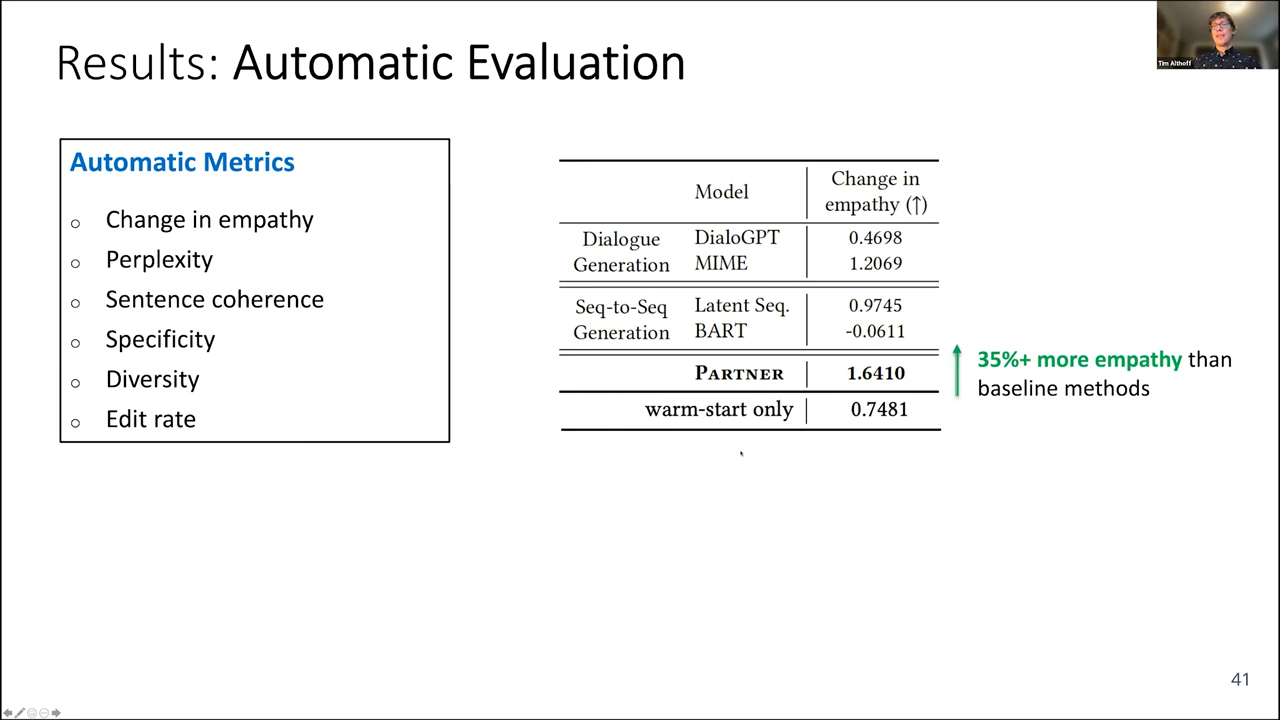 Results: Automatic Evaluation
Tim Althoff
Automatic Metrics
o Change in empathy
o Perplexity
o Sentence coherence
o Specificity
o Diversity
o Edit rate
Model Change in
empathy (↑)
Dialogue DialoGPT 0.4698
Generation MIME 1.2069
Seq-to-Seq Latent Seq. 0.9745
Generation BART -0.0611
PARTNER 1.6410
warm-start only 0.7481
35%+ more empathy than
baseline methods
41